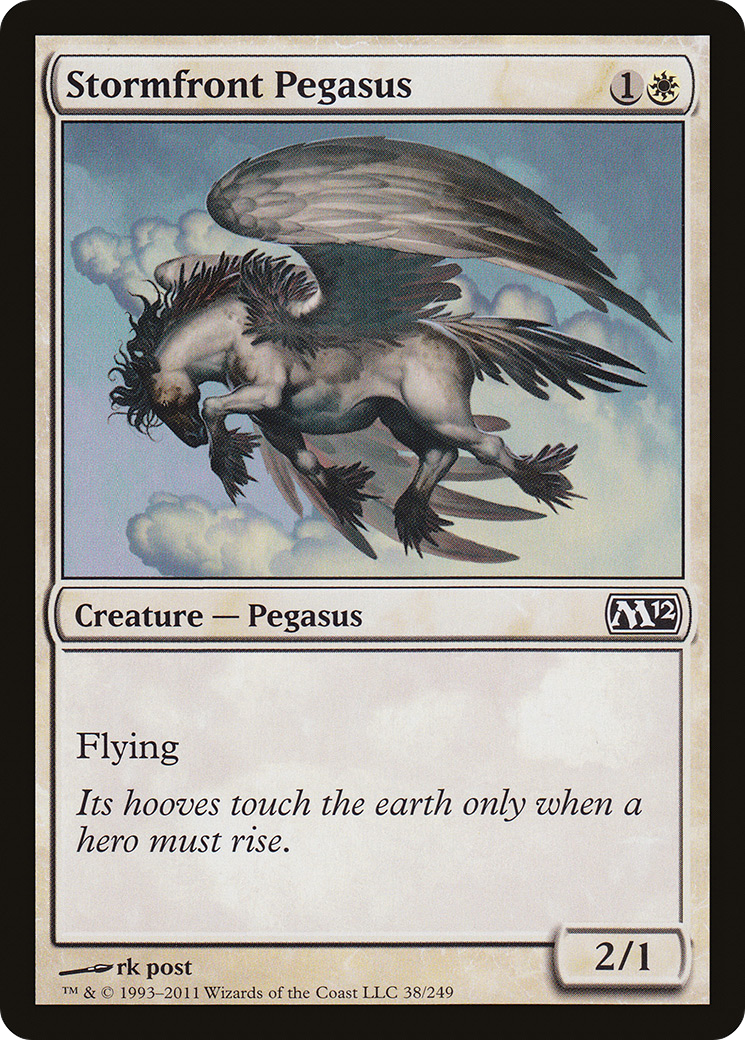 Stormfront Pegasus 1
Creature — Pegasus M12
Flying
Its hooves touch the earth only when a
hero must rise.
2/1
rk post
™ & © 1993–2011 Wizards of the Coast LLC 38/249